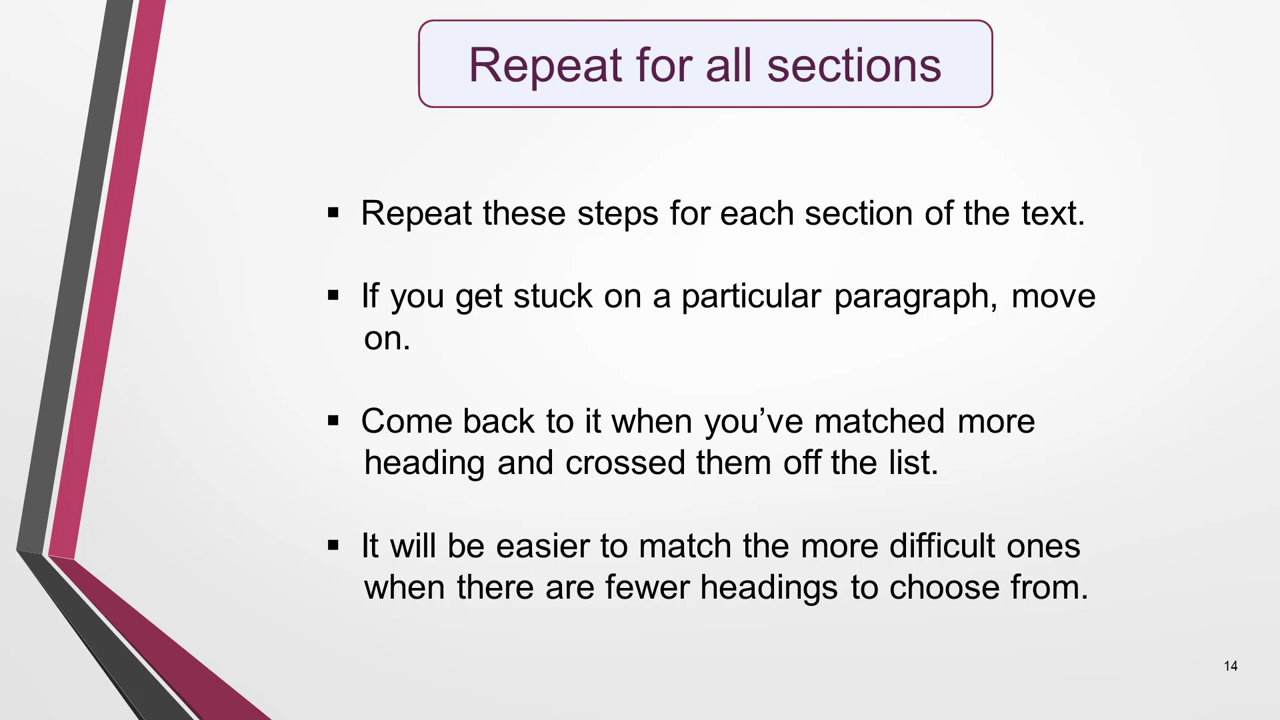 Repeat for all sections
▪ Repeat these steps for each section of the text.
▪ If you get stuck on a particular paragraph, move
on.
▪ Come back to it when you’ve matched more
heading and crossed them off the list.
▪ It will be easier to match the more difficult ones
when there are fewer headings to choose from.
14